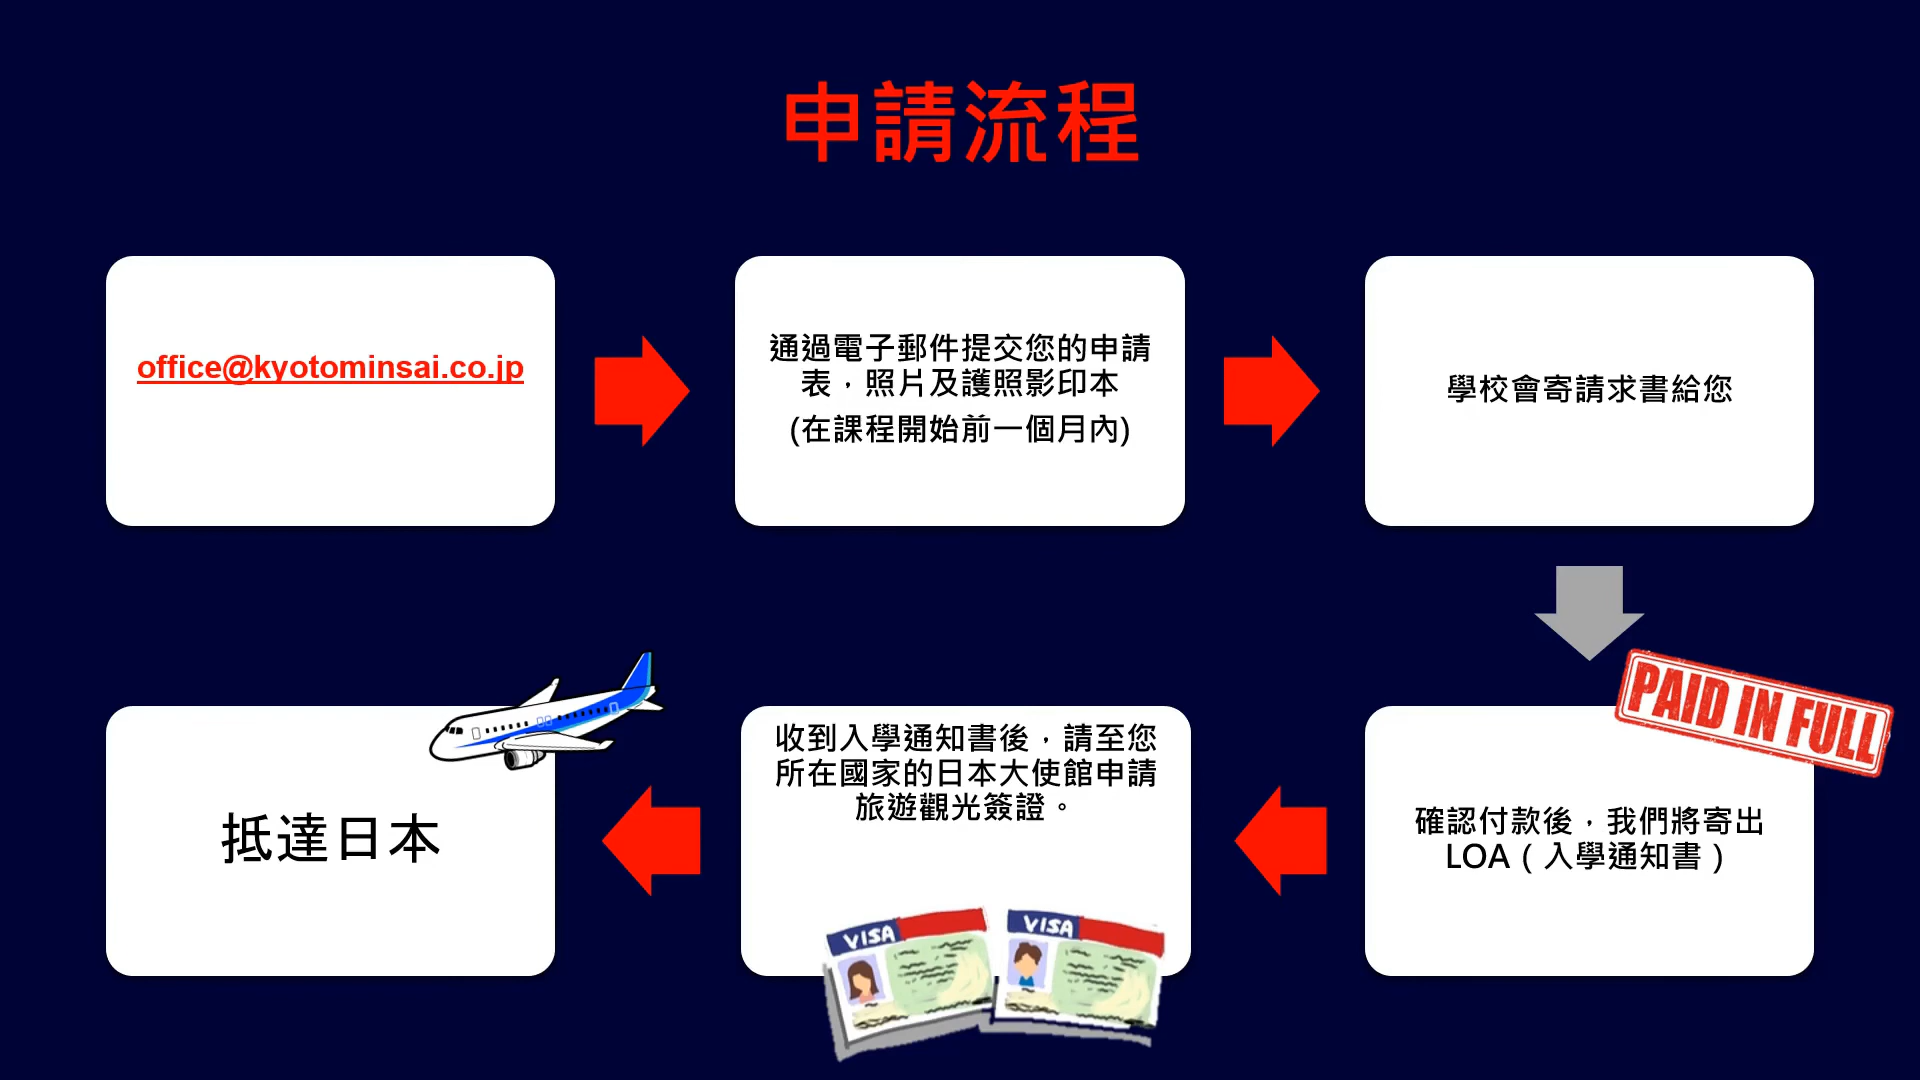 申請流程
office@kyotominsai.co.jp
通過電子郵件提交您的申請
表，照片及護照影印本
(在課程開始前一個月內)
學校會寄請求書給您
PAID IN FULL
確認付款後，我們將寄出
LOA（入學通知書）
收到入學通知書後，請至您
所在國家的日本大使館申請
旅遊觀光簽證。
VISA
VISA
抵達日本